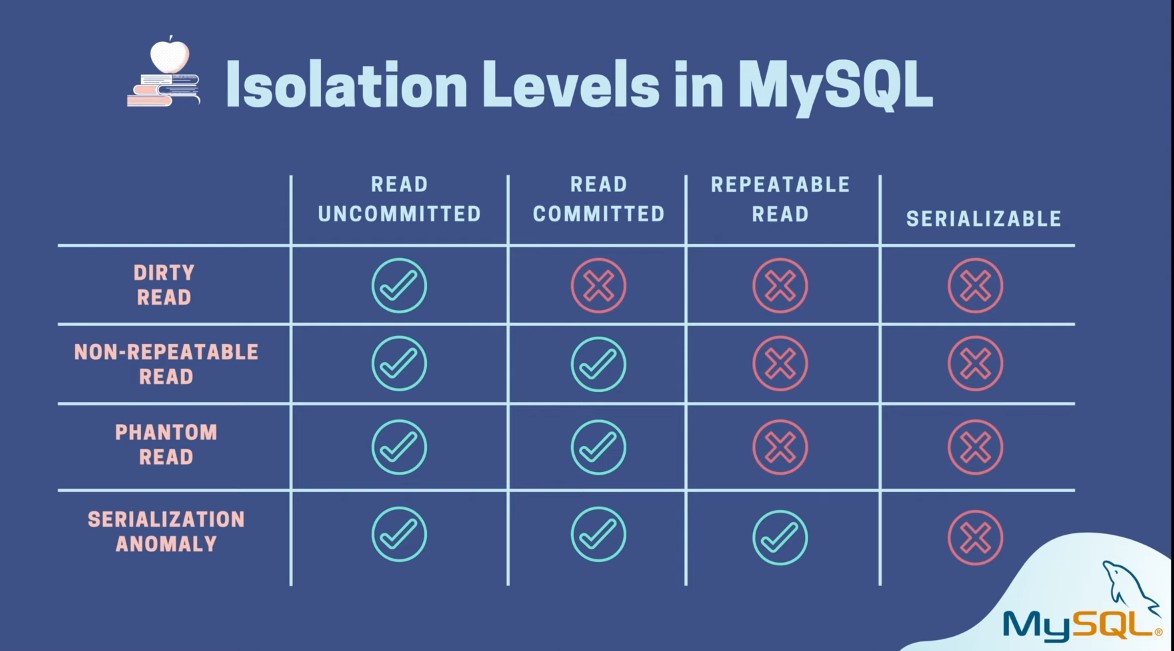 Isolation Levels in MySQL
READ
UNCOMMITTED
READ
COMMITTED
REPEATABLE
READ
SERIALIZABLE
DIRTY
READ
NON-REPEATABLE
READ
PHANTOM
READ
SERIALIZATION
ANOMALY
MySQL®